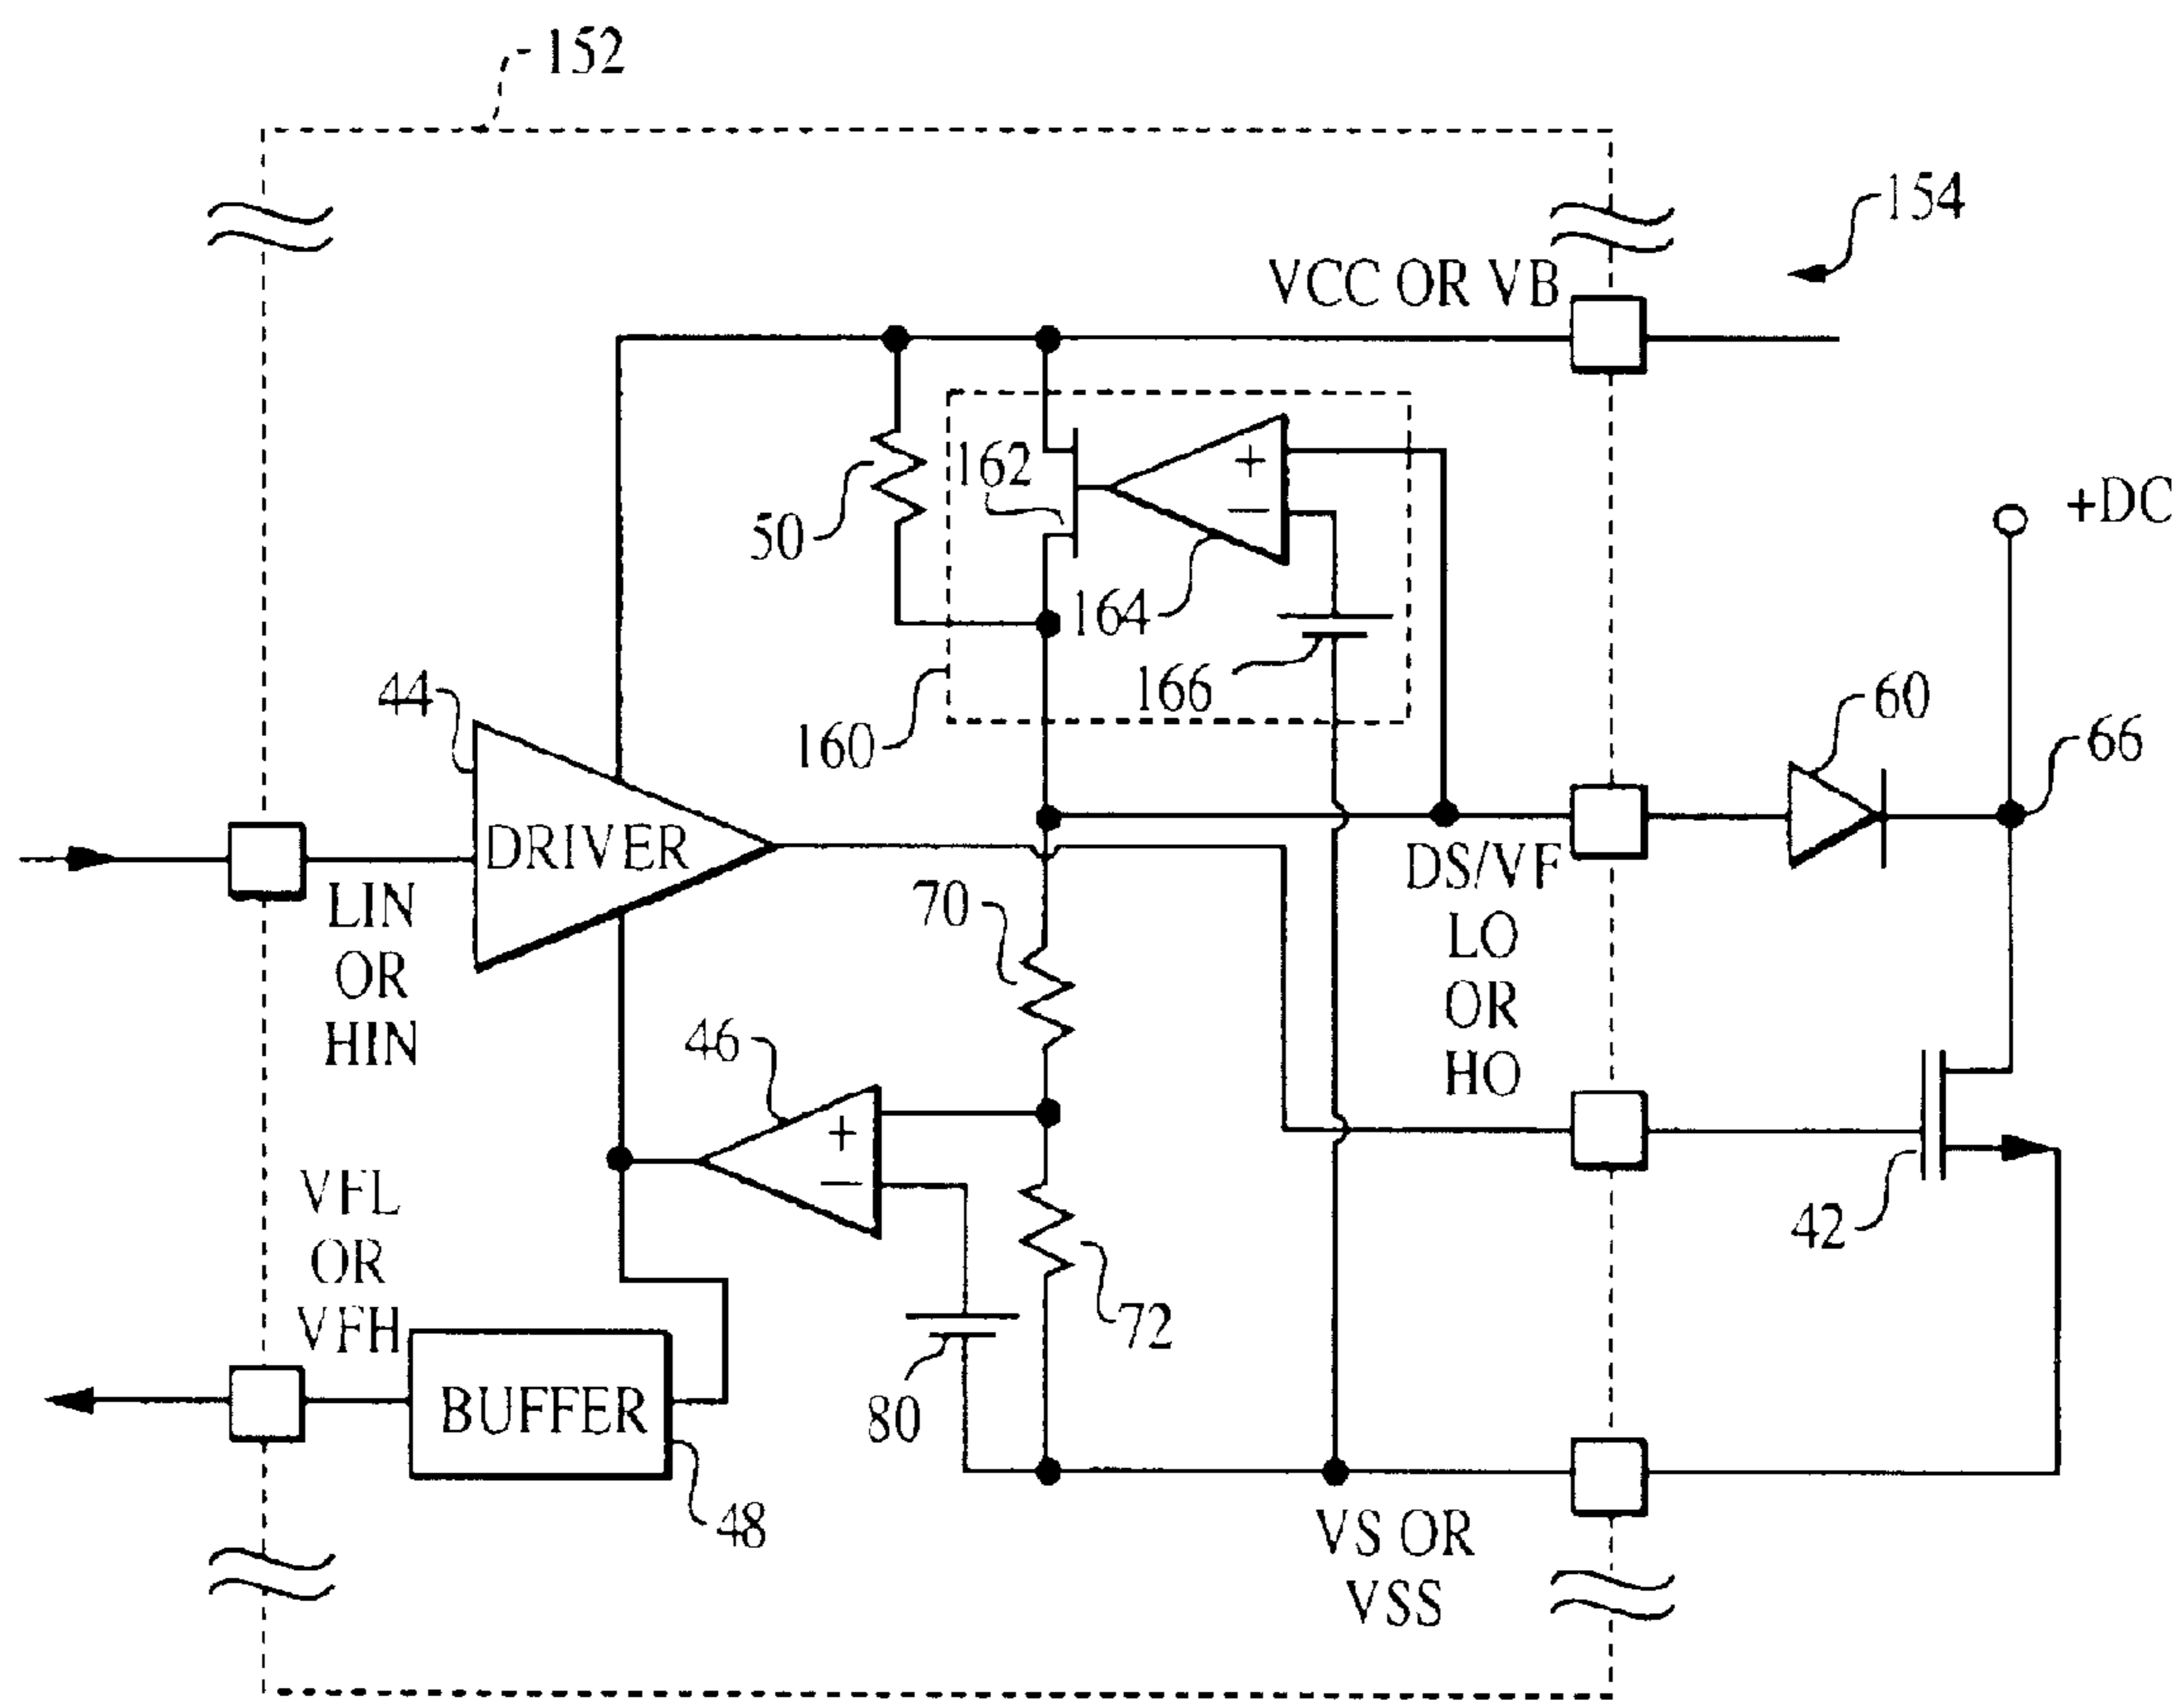 152
154
VCC OR VB
+
−
162
50
+DC
164
166
44
160
60
66
DRIVER
DS/VF
LIN
OR
HIN
70
LO
OR
HO
46
+
−
VFL
OR
VFH
42
72
BUFFER
80
48
VS OR
VSS